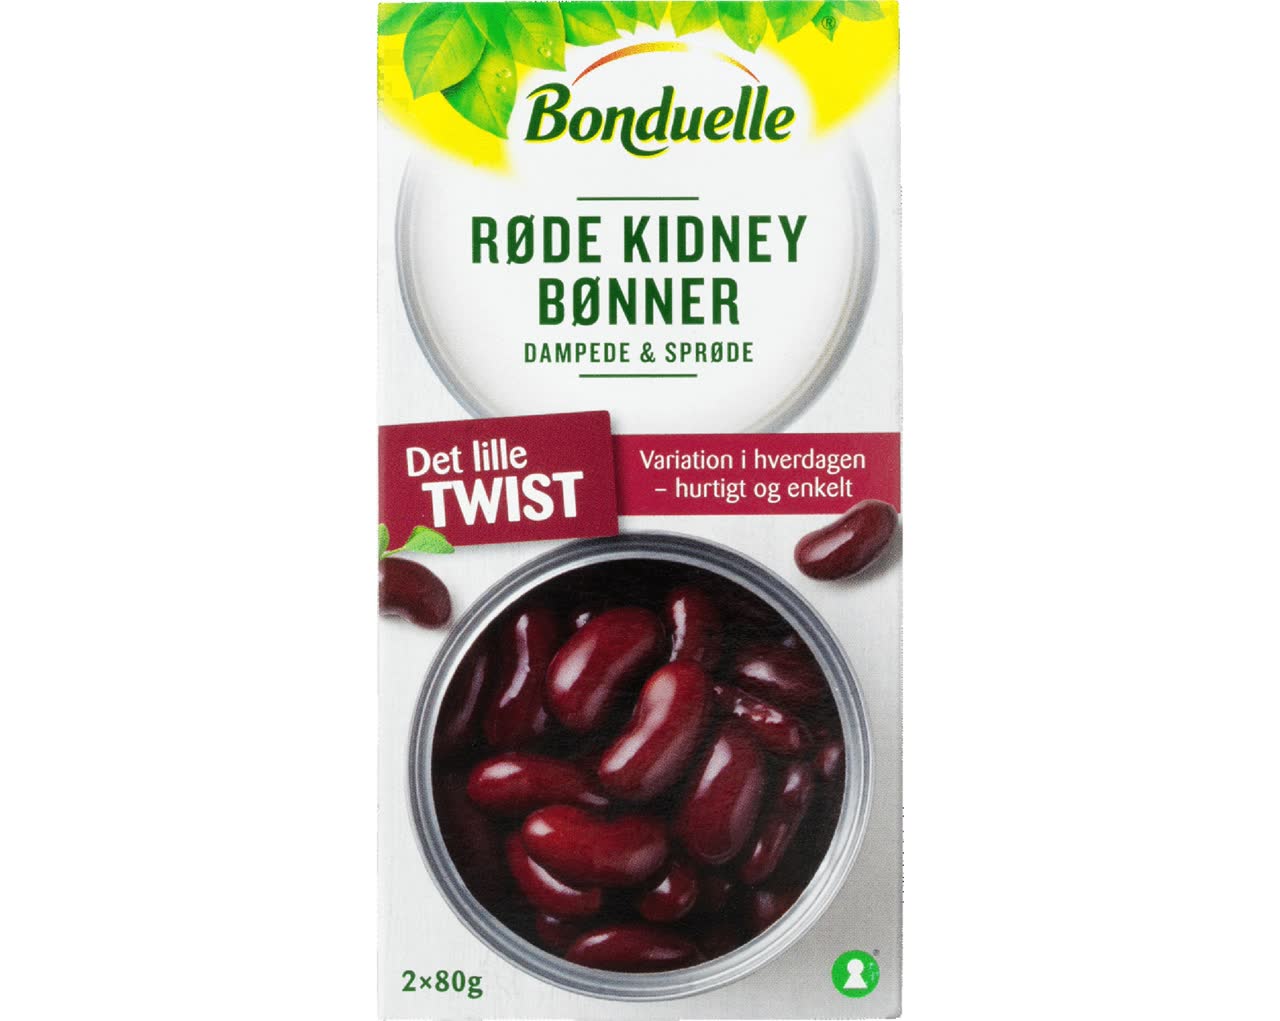 ®
Bonduelle
RØDE KIDNEY
BØNNER
DAMPEDE & SPRØDE
Det lille
TWIST
Variation i hverdagen
– hurtigt og enkelt
2×80g
®